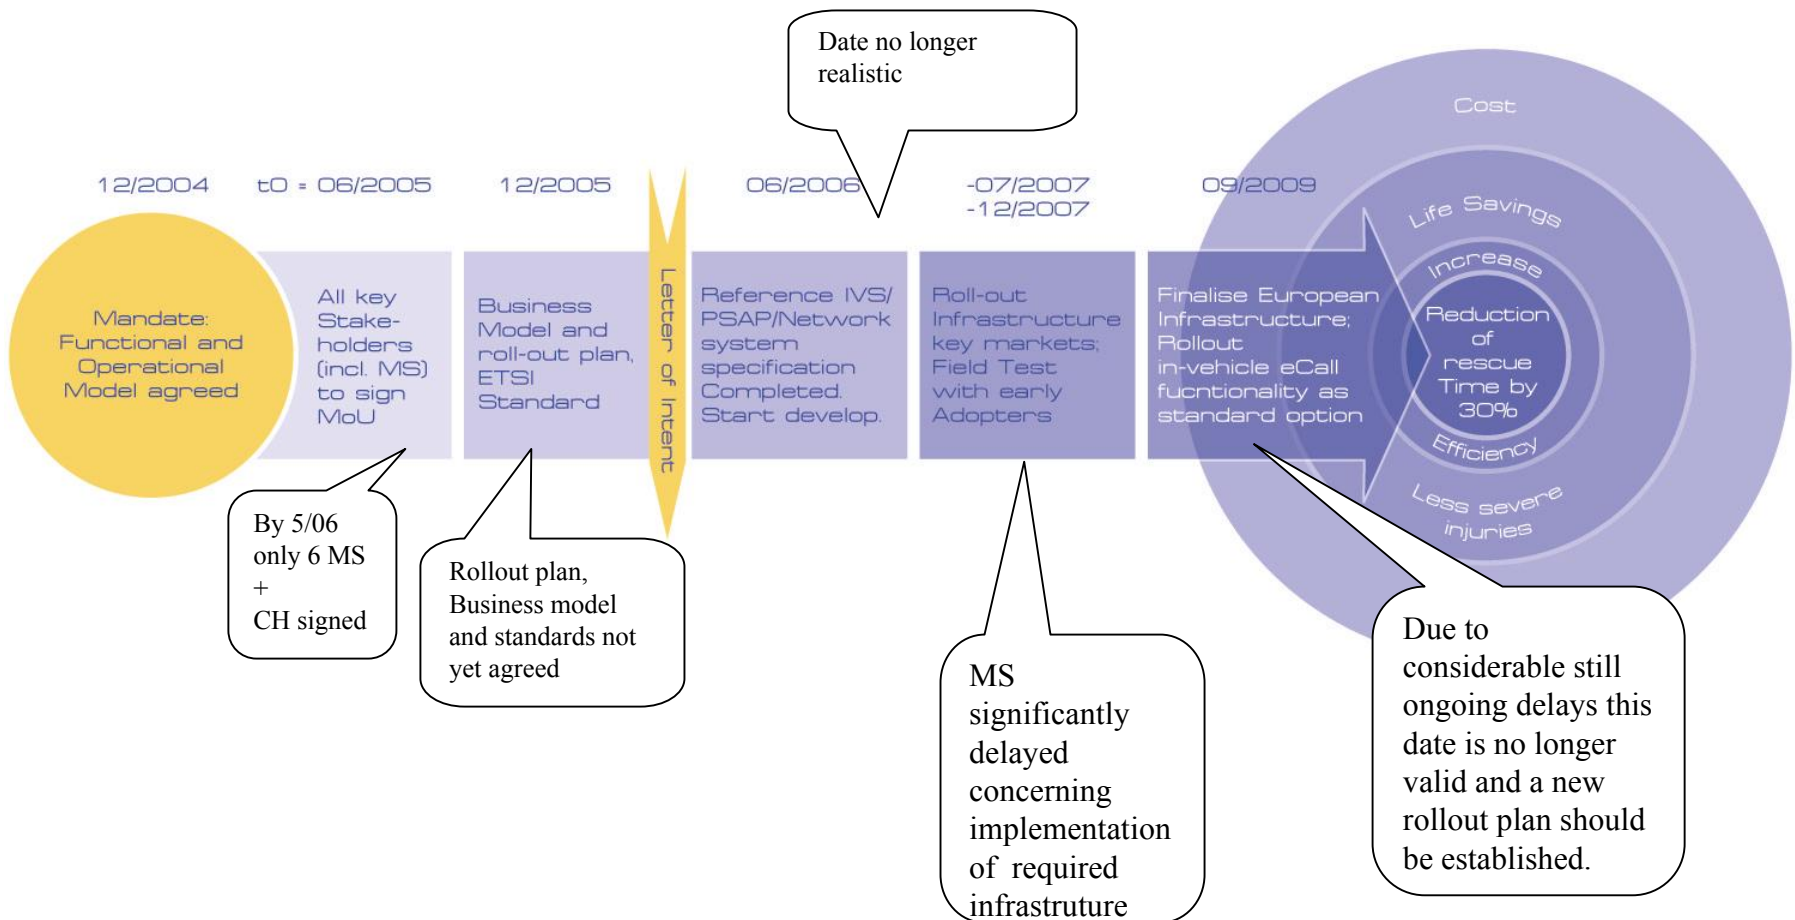 Date no longer
realistic
12/2004
t0 = 06/2005
12/2005
06/2006
-07/2007
-12/2007
09/2009
Mandate:
Functional and
Operational
Model agreed
All key
Stake-
holders
(incl. MS)
to sign
MoU
Business
Model and
roll-out plan,
ETSI
Standard
Letter of Intent
Reference IVS/
PSAP/Network
system
specification
Completed.
Start develop.
Roll-out
Infrastructure
key markets;
Field Test
with early
Adopters
Finalise European
Infrastructure;
Rollout
in-vehicle eCall
fucntionality as
standard option
Cost
Life Savings
Increase
Reduction
of
rescue
Time by
30%
Efficiency
Less severe
injuries
By 5/06
only 6 MS
+
CH signed
Rollout plan,
Business model
and standards not
yet agreed
MS
significantly
delayed
concerning
implementation
of required
infrastruture
Due to
considerable still
ongoing delays this
date is no longer
valid and a new
rollout plan should
be established.